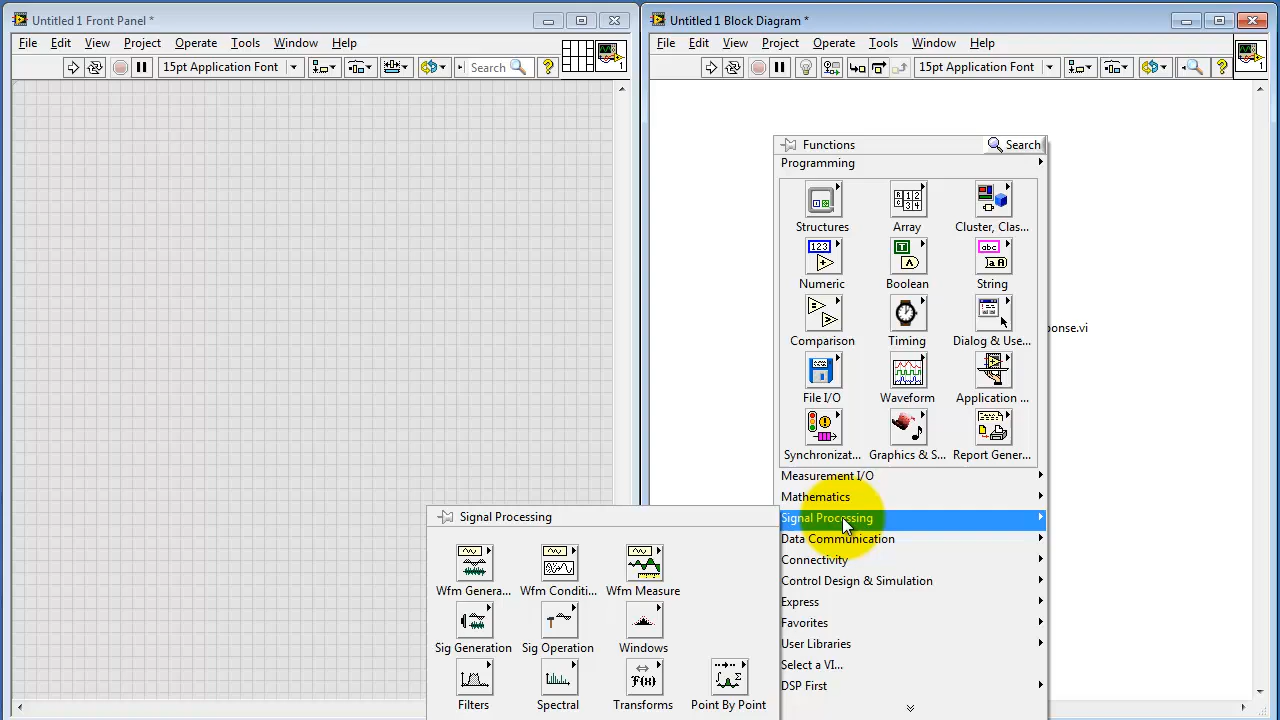 Untitled 1 Front Panel *
File Edit View Project Operate Tools Window Help
15pt Application Font
Search
?
1
Untitled 1 Block Diagram *
File Edit View Project Operate Tools Window Help
15pt Application Font
?
1
Functions
Search
Programming
Structures Array Cluster, Clas...
Numeric Boolean String
Comparison Timing Dialog & Use...
File I/O Waveform Application ...
Synchronizat... Graphics & S... Report Gener...
Measurement I/O
Mathematics
Signal Processing
Data Communication
Connectivity
Control Design & Simulation
Express
Favorites
User Libraries
Select a VI...
DSP First
ponse.vi
Signal Processing
Wfm Genera... Wfm Conditi... Wfm Measure
Sig Generation Sig Operation Windows
Filters Spectral Transforms Point By Point